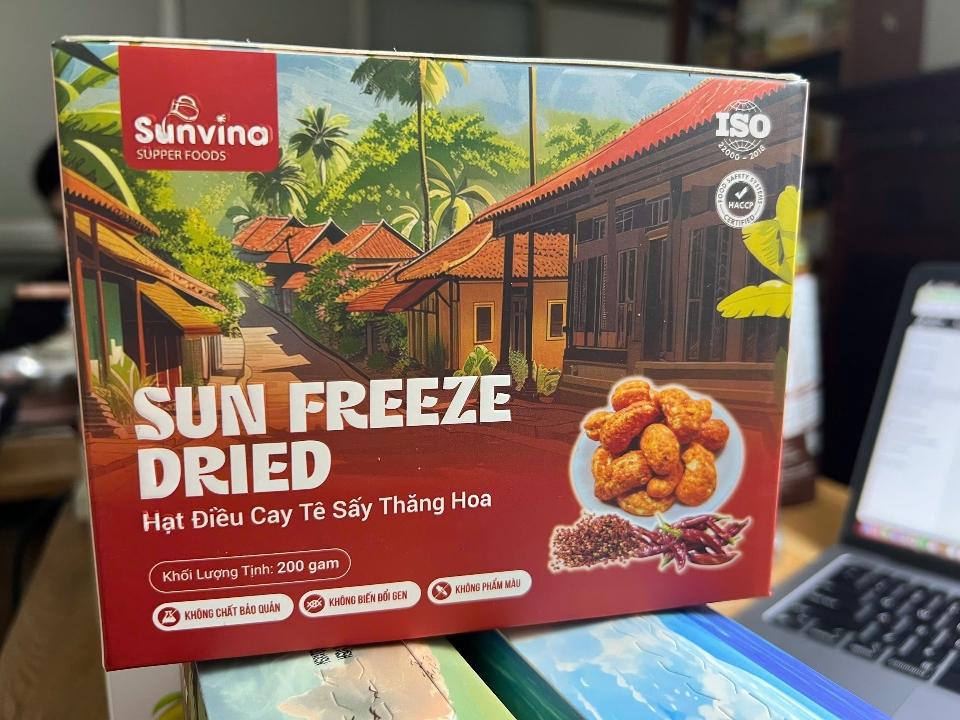 Sunvina
SUPPER FOODS
ISO
22000 - 2018
FOOD SAFETY SYSTEMS
HACCP
CERTIFIED
SUN FREEZE
DRIED
Hạt Điều Cay Tê Sấy Thăng Hoa
Khối Lượng Tịnh: 200 gam
KHÔNG CHẤT BẢO QUẢN
KHÔNG BIẾN ĐỔI GEN
KHÔNG PHẨM MÀU